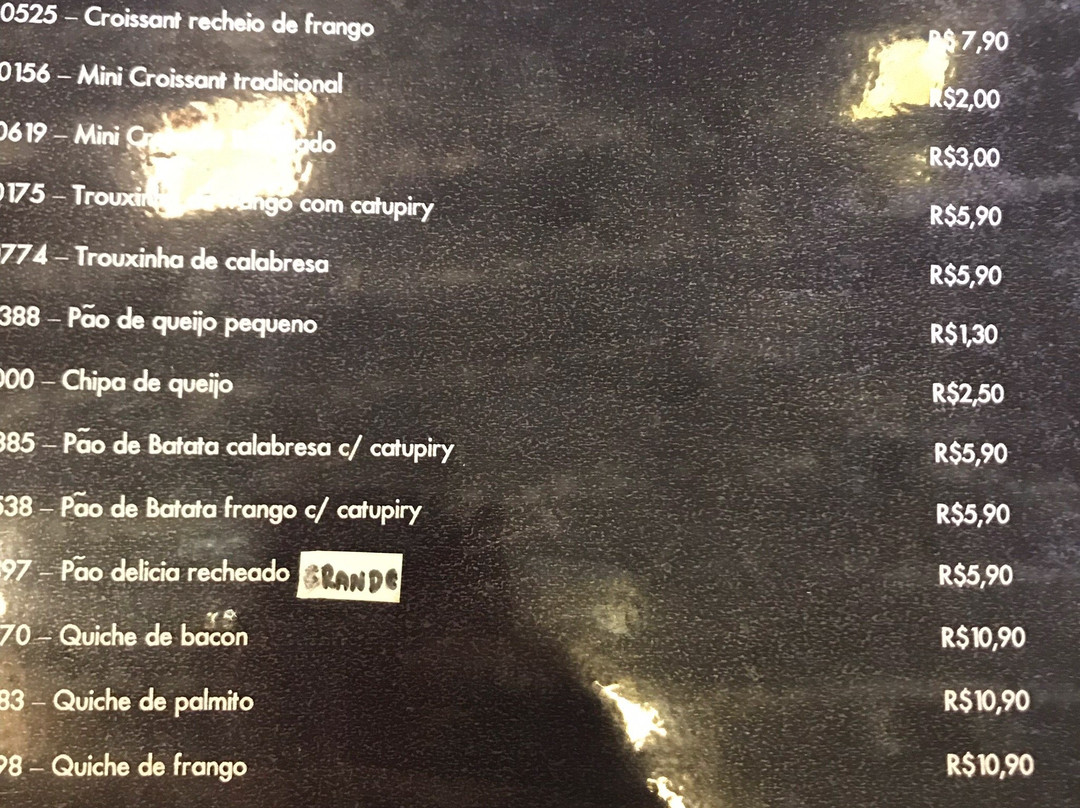 0525 – Croissant recheio de frango R$ 7,90
0156 – Mini Croissant tradicional R$2,00
0619 – Mini R$3,00
0175 – com catupiry R$5,90
0774 – Trouxinha de calabresa R$5,90
388 – Pão de queijo pequeno R$1,30
000 – Chipa de queijo R$2,50
385 – Pão de Batata calabresa c/ catupiry R$5,90
538 – Pão de Batata frango c/ catupiry R$5,90
97 – Pão delicia recheado GRANDE R$5,90
70 – Quiche de bacon R$10,90
83 – Quiche de palmito R$10,90
98 – Quiche de frango R$10,90